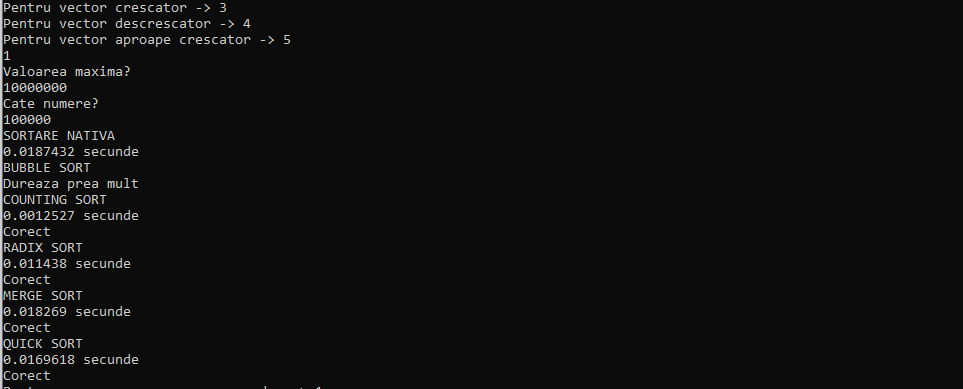 Pentru vector crescator -> 3
Pentru vector descrescator -> 4
Pentru vector aproape crescator -> 5
1
Valoarea maxima?
10000000
Cate numere?
100000
SORTARE NATIVA
0.0187432 secunde
BUBBLE SORT
Dureaza prea mult
COUNTING SORT
0.0012527 secunde
Corect
RADIX SORT
0.011438 secunde
Corect
MERGE SORT
0.018269 secunde
Corect
QUICK SORT
0.0169618 secunde
Corect